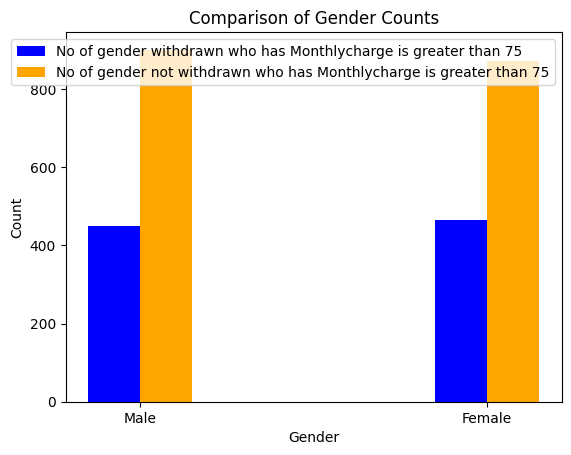 Comparison of Gender Counts
No of gender withdrawn who has Monthlycharge is greater than 75
No of gender not withdrawn who has Monthlycharge is greater than 75
800
600
400
200
0
Count
Male
Female
Gender